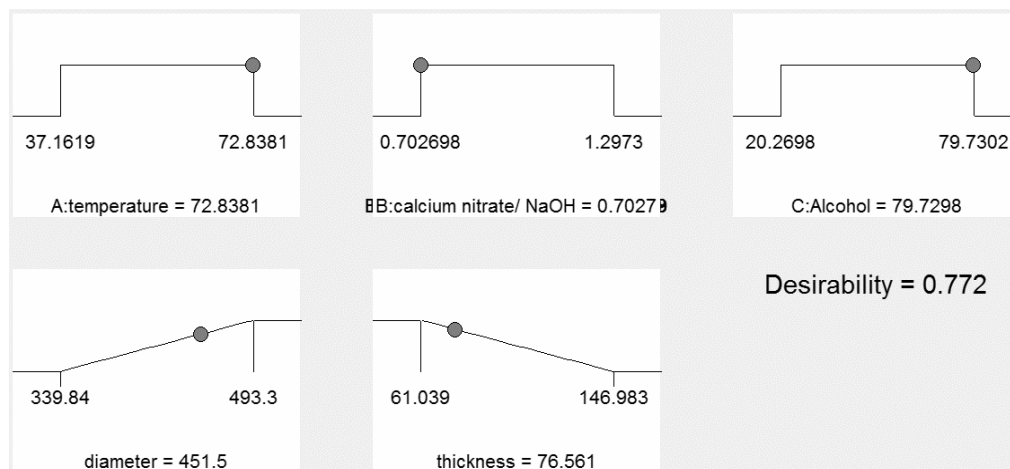 37.1619 72.8381
A:temperature = 72.8381
0.702698 1.2973
B:calcium nitrate/ NaOH = 0.7027
20.2698 79.7302
C:Alcohol = 79.7298
339.84 493.3
diameter = 451.5
61.039 146.983
thickness = 76.561
Desirability = 0.772